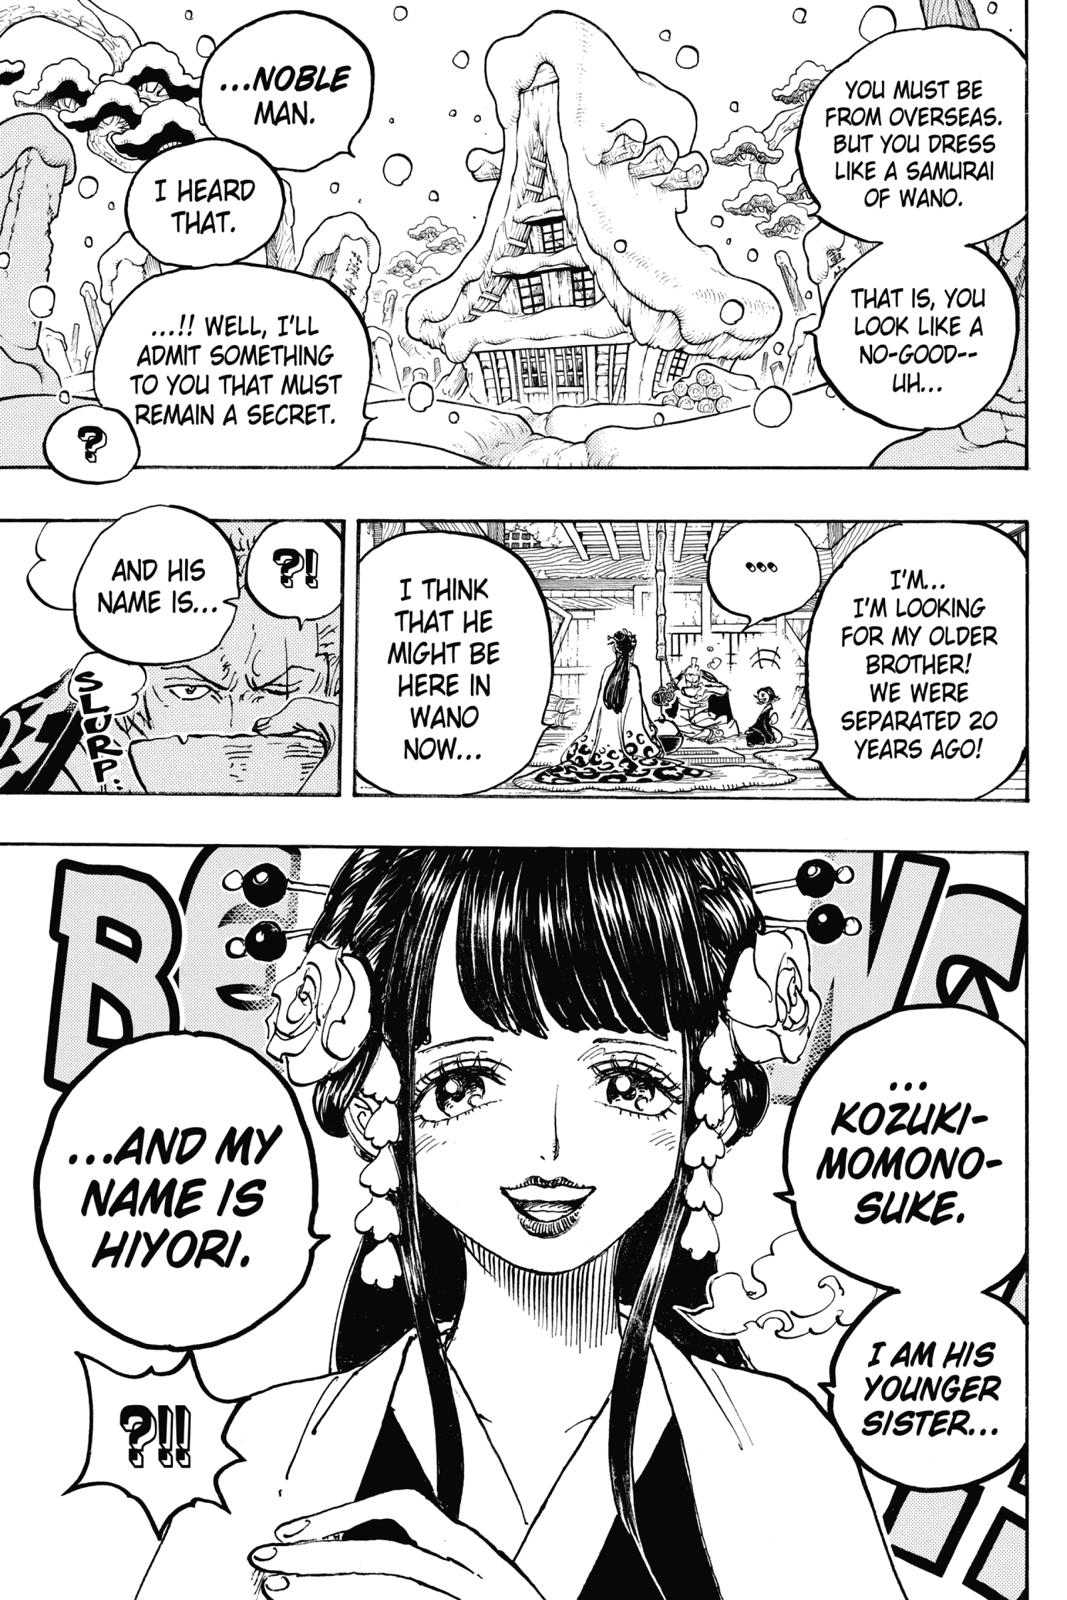 YOU MUST BE
FROM OVERSEAS.
BUT YOU DRESS
LIKE A SAMURAI
OF WANO.
THAT IS, YOU
LOOK LIKE A
NO-GOOD--
UH...
...NOBLE
MAN.
I HEARD
THAT.
...!! WELL, I'LL
ADMIT SOMETHING
TO YOU THAT MUST
REMAIN A SECRET.
?
I'M...
I'M LOOKING
FOR MY OLDER
BROTHER!
WE WERE
SEPARATED 20
YEARS AGO!
...
I THINK
THAT HE
MIGHT BE
HERE IN
WANO
NOW...
?!
AND HIS
NAME IS...
SLURP...
...
KOZUKI-
MOMONO-
SUKE.
I AM HIS
YOUNGER
SISTER...
...AND MY
NAME IS
HIYORI.
?!!